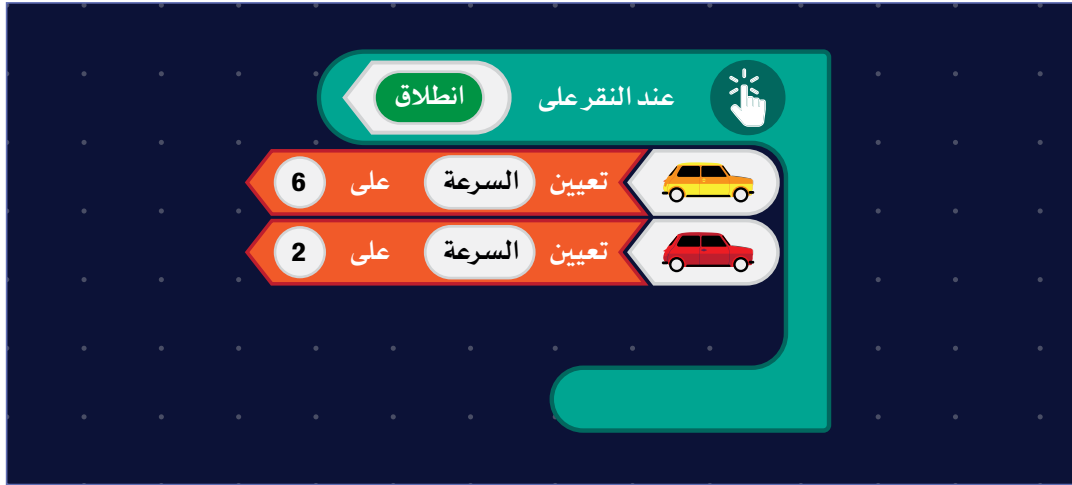 عند النقر على انطلاق
تعيين السرعة على 6
تعيين السرعة على 2